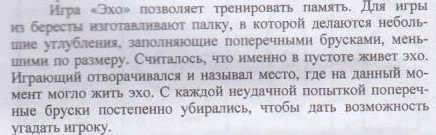 Игра «Эхо» позволяет тренировать память. Для игры
из бересты изготавливают палку, в которой делаются неболь-
шие углубления, заполняющие поперечными брусками, мень-
шими по размеру. Считалось, что именно в пустоте живет эхо.
Играющий отворачивался и называл место, где на данный мо-
мент могло жить эхо. С каждой неудачной попыткой попереч-
ные бруски постепенно убирались, чтобы дать возможность
угадать игроку.